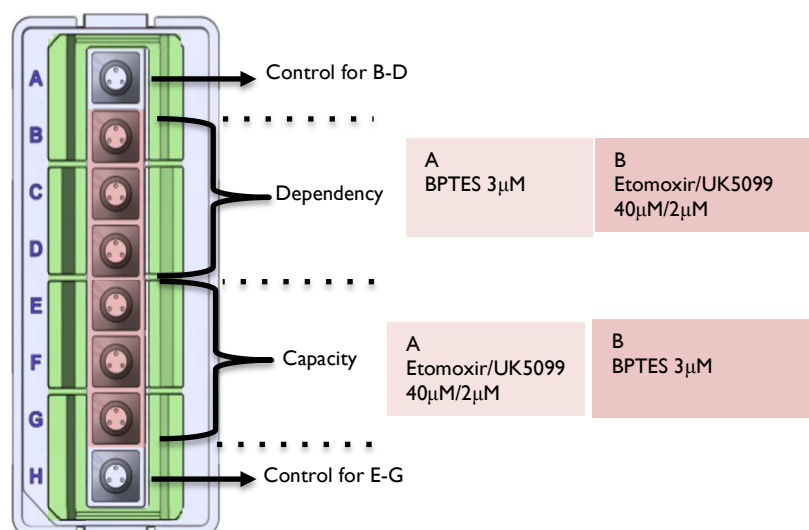 A
Control for B-D
B
C
Dependency
D
A
BPTES 3μM
B
Etomoxir/UK5099
40μM/2μM
E
F
Capacity
G
A
Etomoxir/UK5099
40μM/2μM
B
BPTES 3μM
H
Control for E-G